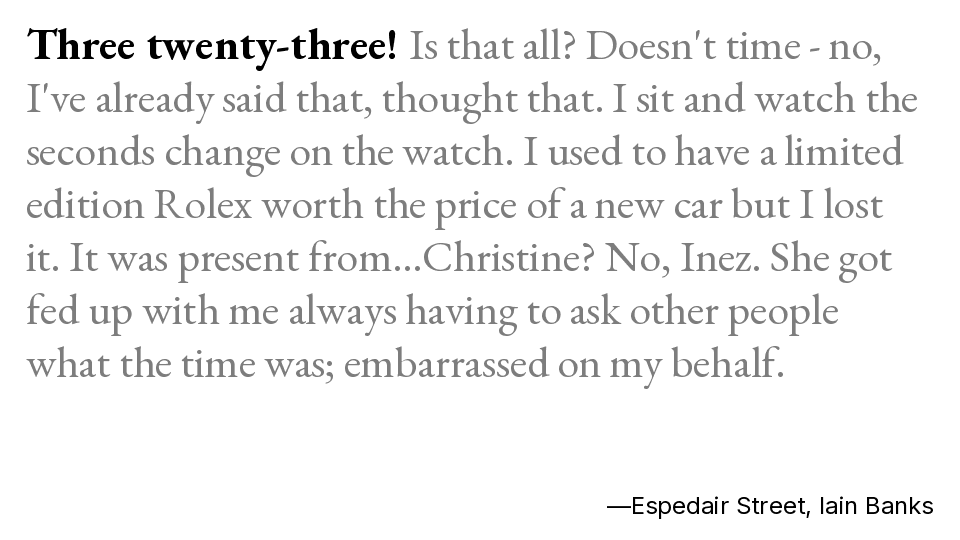 Three twenty-three! Is that all? Doesn't time - no,
I've already said that, thought that. I sit and watch the
seconds change on the watch. I used to have a limited
edition Rolex worth the price of a new car but I lost
it. It was present from...Christine? No, Inez. She got
fed up with me always having to ask other people
what the time was; embarrassed on my behalf.
—Espedair Street, Iain Banks